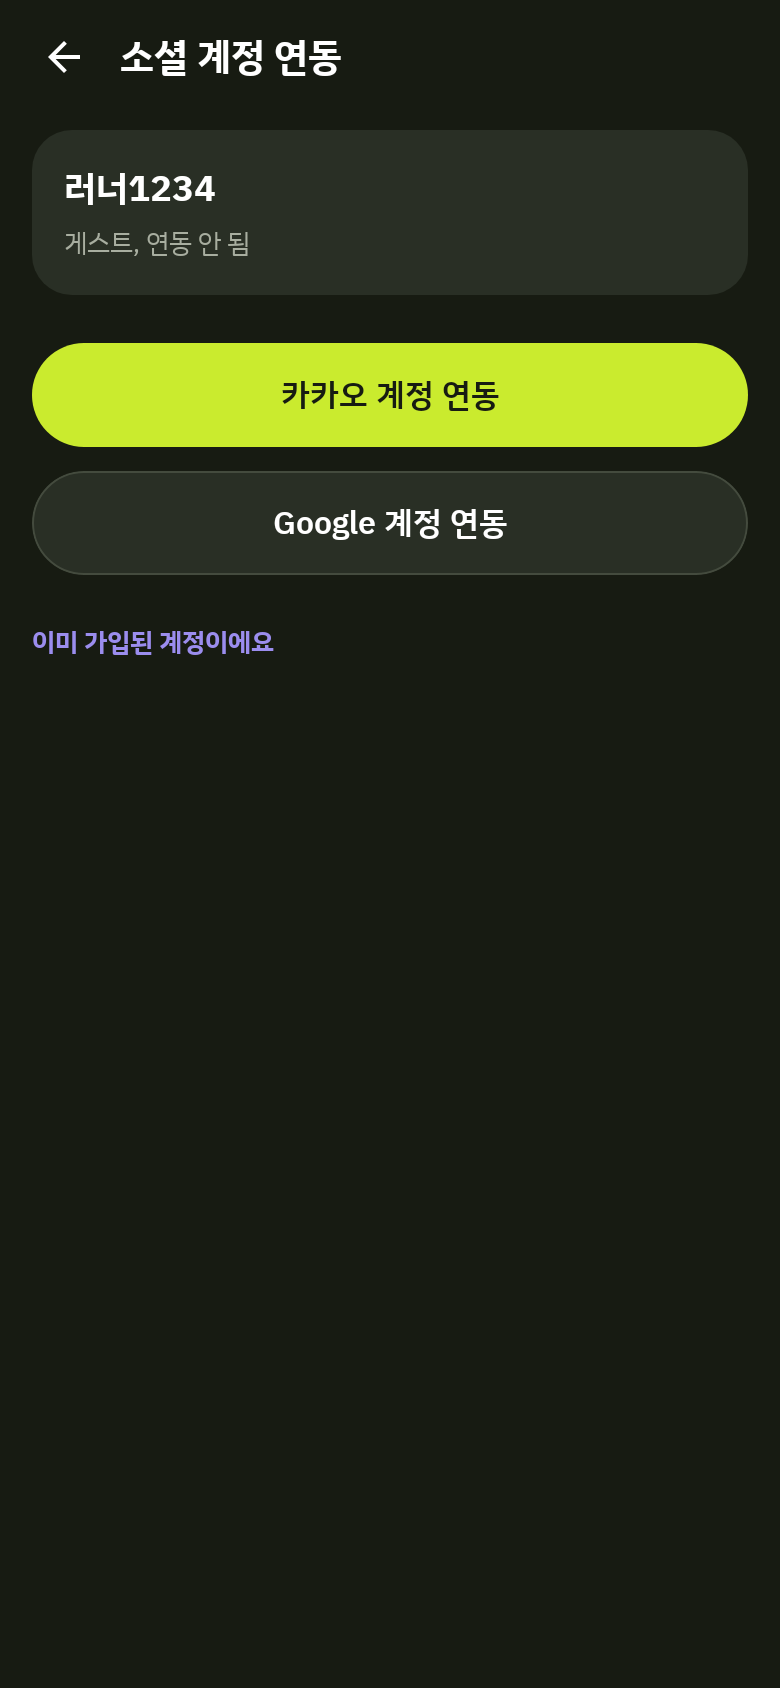 소셜 계정 연동
러너1234
게스트, 연동 안 됨
카카오 계정 연동
Google 계정 연동
이미 가입된 계정이에요